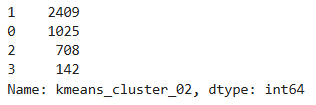 1    2409
0    1025
2     708
3     142
Name: kmeans_cluster_02, dtype: int64